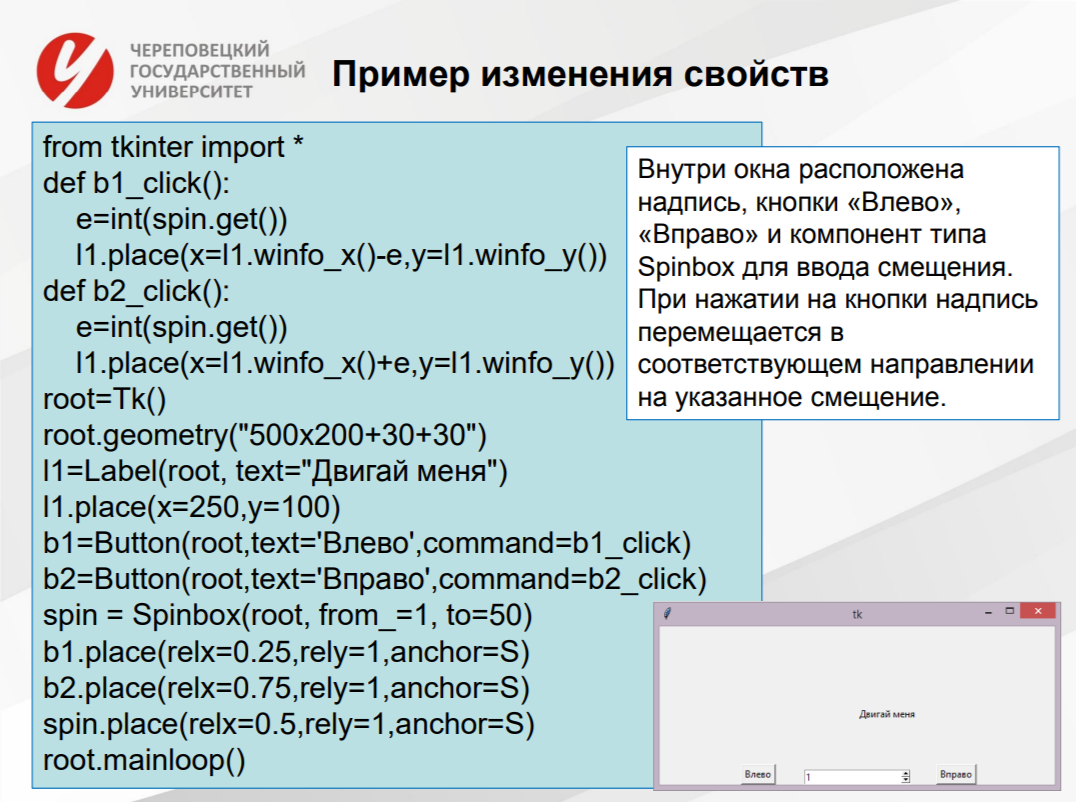 ЧЕРЕПОВЕЦКИЙ
ГОСУДАРСТВЕННЫЙ
УНИВЕРСИТЕТ
Пример изменения свойств
from tkinter import *
def b1_click():
e=int(spin.get())
l1.place(x=l1.winfo_x()-e,y=l1.winfo_y())
def b2_click():
e=int(spin.get())
l1.place(x=l1.winfo_x()+e,y=l1.winfo_y())
root=Tk()
root.geometry("500x200+30+30")
l1=Label(root, text="Двигай меня")
l1.place(x=250,y=100)
b1=Button(root,text='Влево',command=b1_click)
b2=Button(root,text='Вправо',command=b2_click)
spin = Spinbox(root, from_=1, to=50)
b1.place(relx=0.25,rely=1,anchor=S)
b2.place(relx=0.75,rely=1,anchor=S)
spin.place(relx=0.5,rely=1,anchor=S)
root.mainloop()
Внутри окна расположена
надпись, кнопки «Влево»,
«Вправо» и компонент типа
Spinbox для ввода смещения.
При нажатии на кнопки надпись
перемещается в
соответствующем направлении
на указанное смещение.
tk
Двигай меня
Влево
1
Вправо